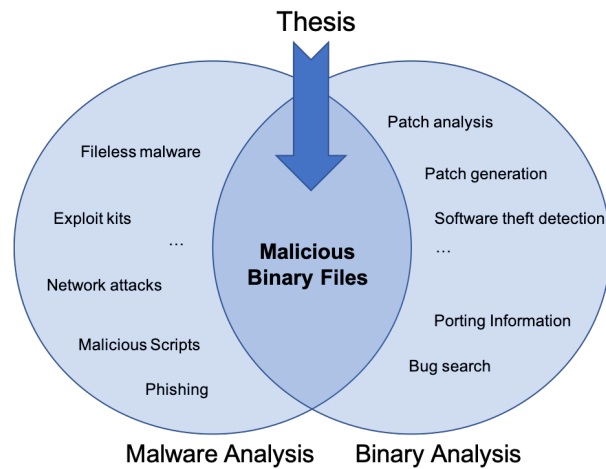 Thesis
Fileless malware
Exploit kits
...
Network attacks
Malicious Scripts
Phishing
Malicious
Binary Files
Patch analysis
Patch generation
Software theft detection
...
Porting Information
Bug search
Malware Analysis
Binary Analysis